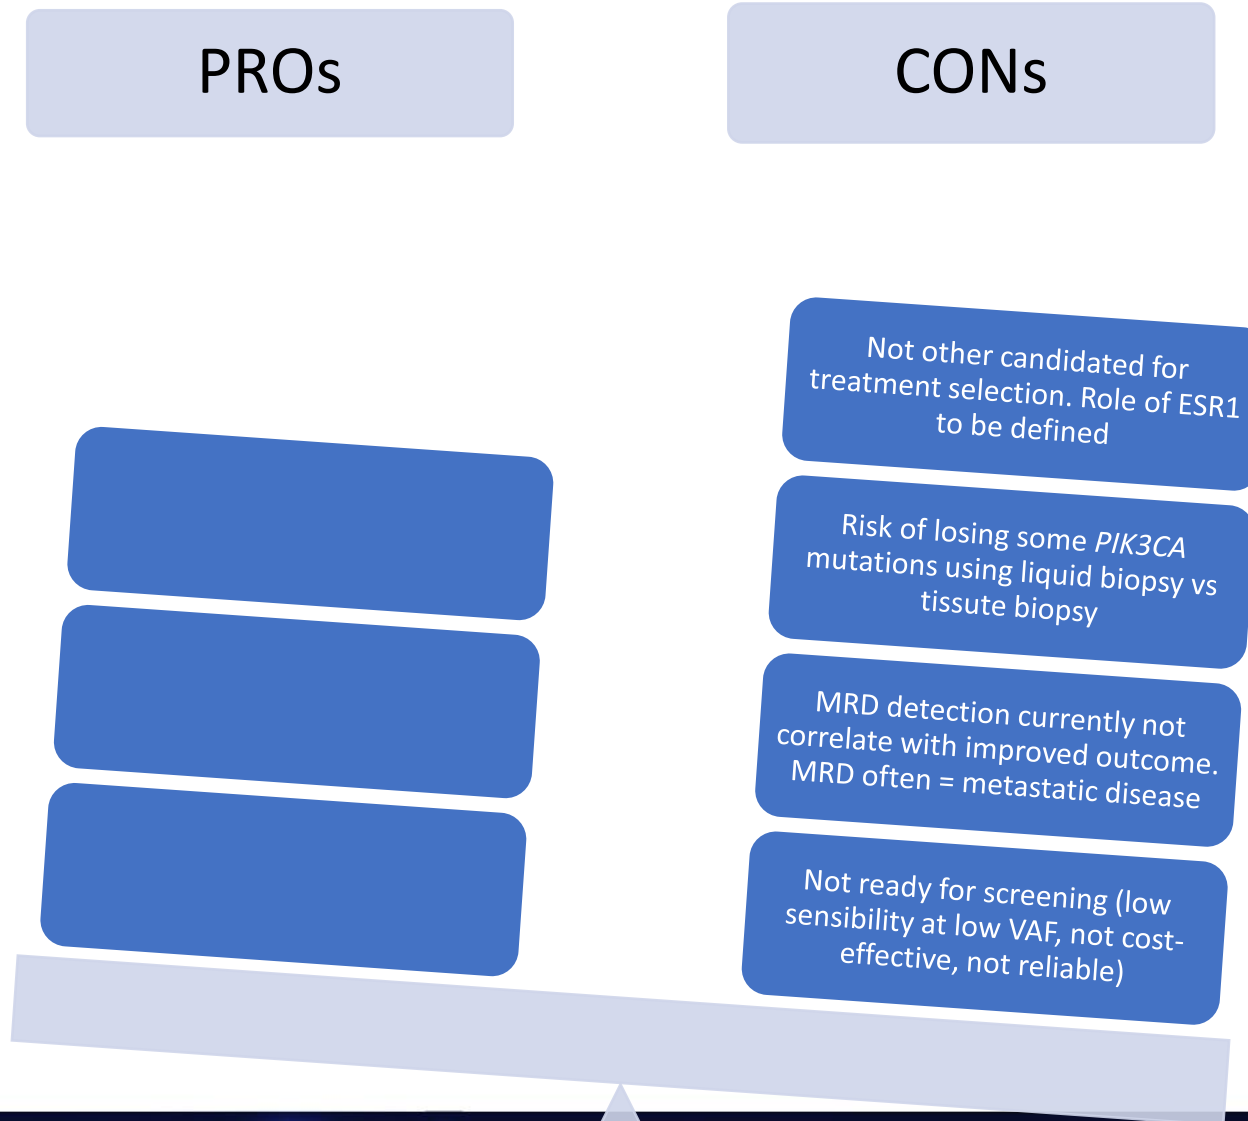 PROs
CONs
Not other candidated for
treatment selection. Role of ESR1
to be defined
Risk of losing some PIK3CA
mutations using liquid biopsy vs
tissute biopsy
MRD detection currently not
correlate with improved outcome.
MRD often = metastatic disease
Not ready for screening (low
sensibility at low VAF, not cost-
effective, not reliable)